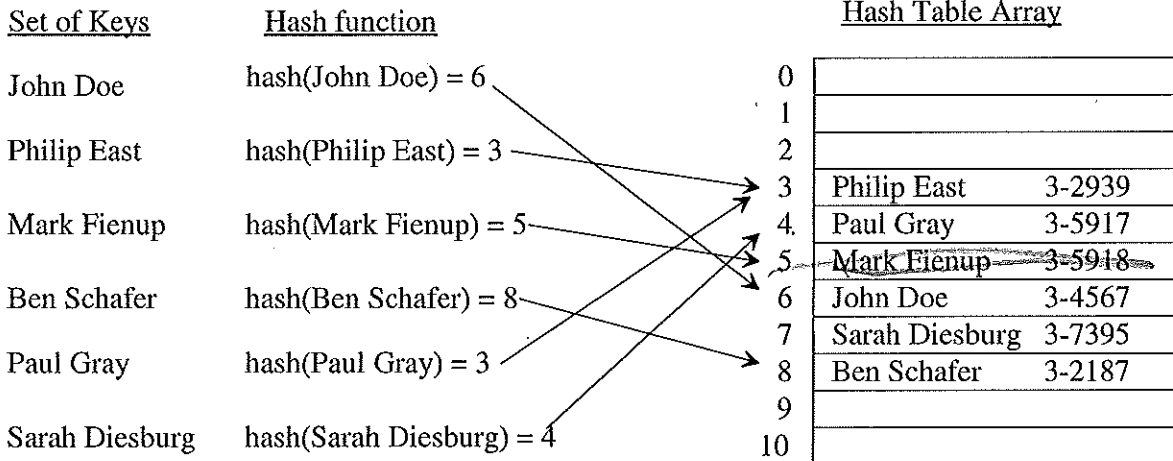 Set of Keys Hash function Hash Table Array
John Doe hash(John Doe) = 6 0
1
Philip East hash(Philip East) = 3 2
3 Philip East 3-2939
Mark Fienup hash(Mark Fienup) = 5 4 Paul Gray 3-5917
5 Mark Fienup 3-5918
Ben Schafer hash(Ben Schafer) = 8 6 John Doe 3-4567
7 Sarah Diesburg 3-7395
Paul Gray hash(Paul Gray) = 3 8 Ben Schafer 3-2187
9
Sarah Diesburg hash(Sarah Diesburg) = 4 10